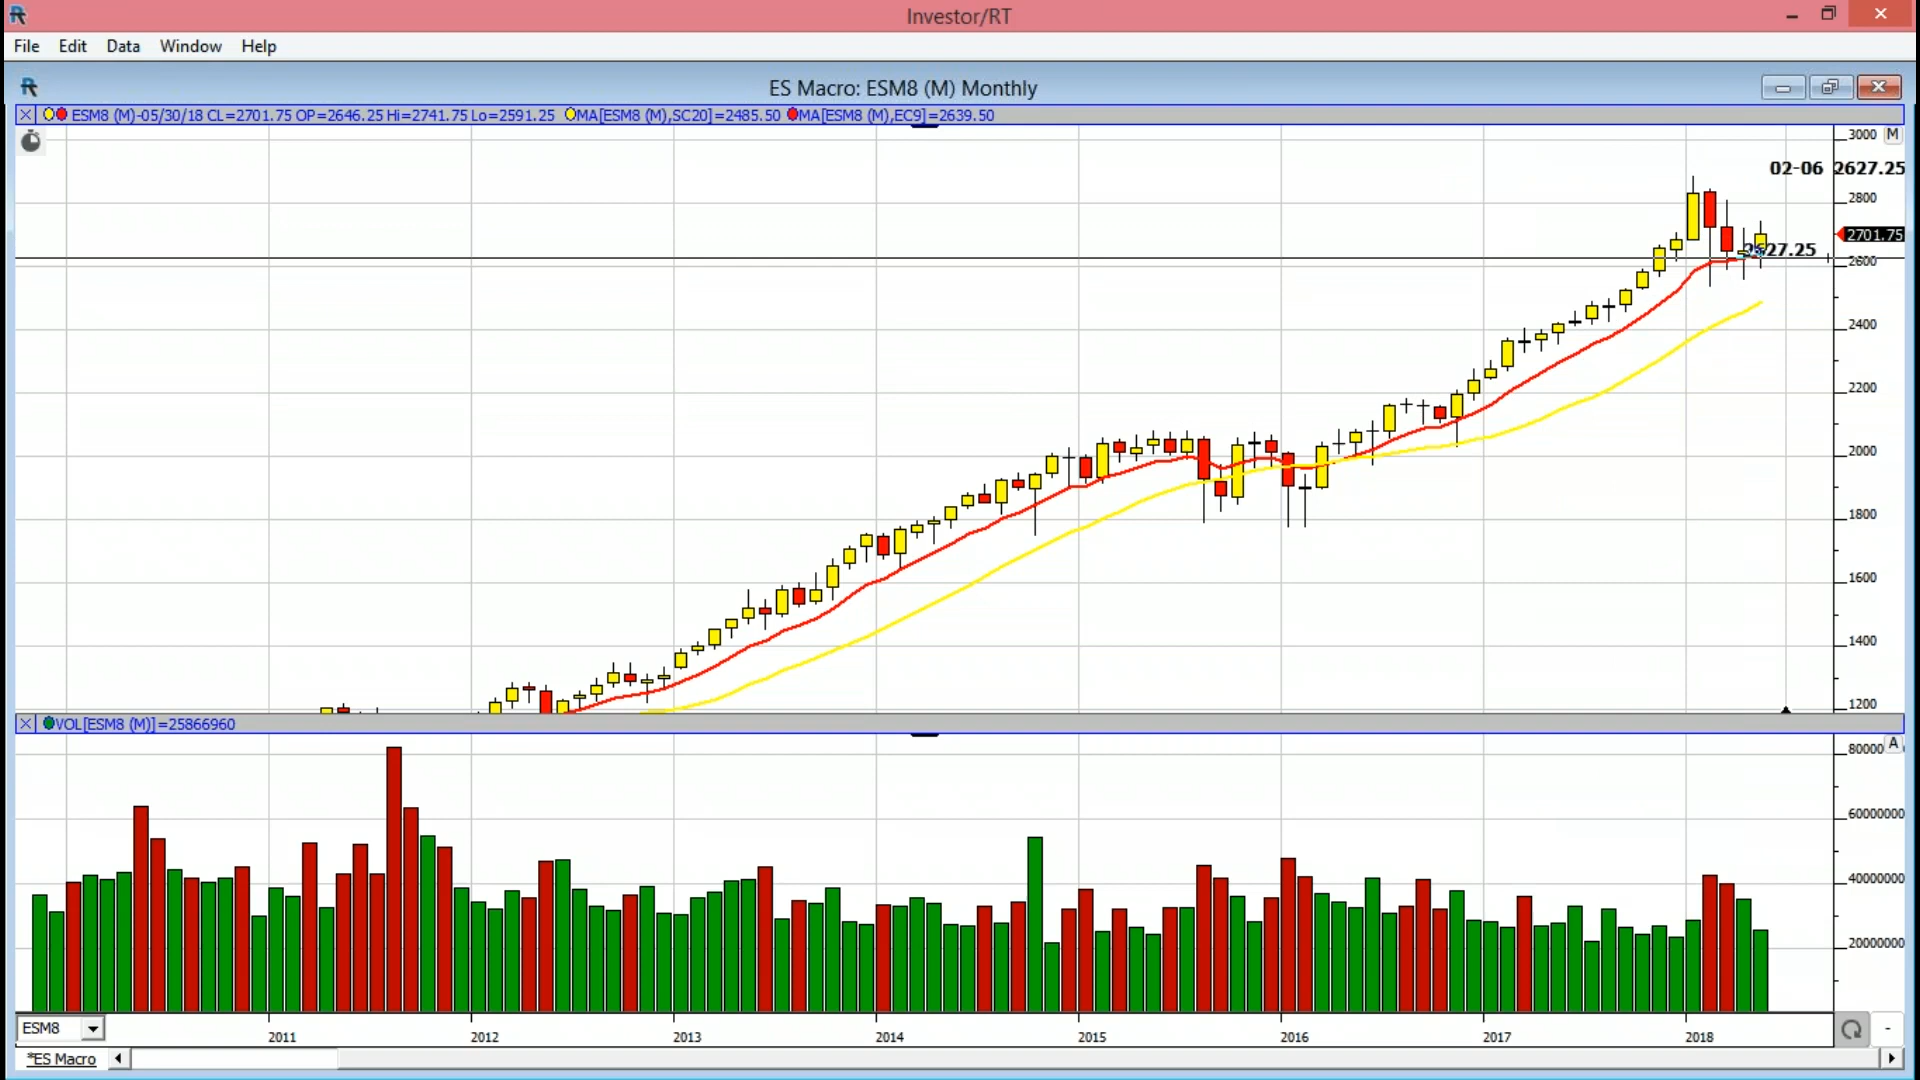 Investor/RT
File Edit Data Window Help
ES Macro: ESM8 (M) Monthly
ESM8 (M)-05/30/18 CL=2701.75 OP=2646.25 Hi=2741.75 Lo=2591.25 MA[ESM8 (M),SC20]=2485.50 MA[ESM8 (M),EC9]=2639.50
3000 M
02-06 2627.25
2800
2701.75
2627.25
2600
2400
2200
2000
1800
1600
1400
1200
VOL[ESM8 (M)]=25866960
80000 A
60000000
40000000
20000000
ESM8
2011 2012 2013 2014 2015 2016 2017 2018
-
*ES Macro